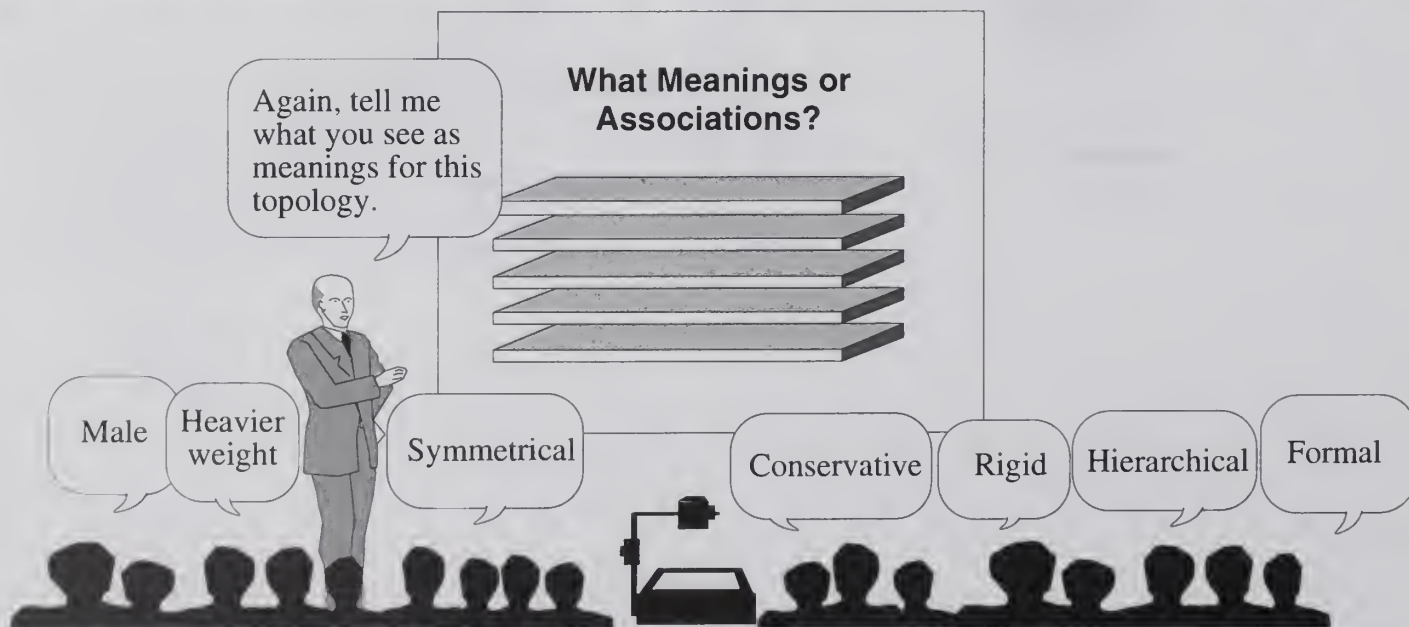 What Meanings or
Associations?
Again, tell me
what you see as
meanings for this
topology.
Male
Heavier
weight
Symmetrical
Conservative
Rigid
Hierarchical
Formal